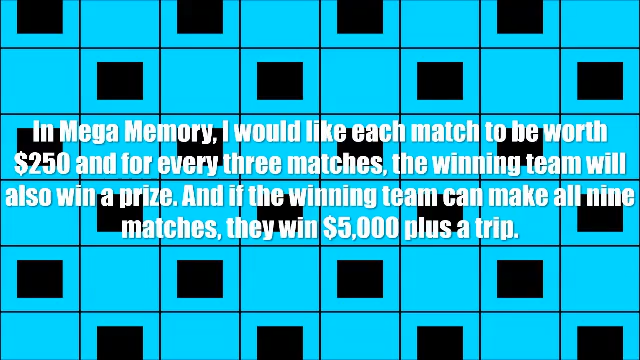 In Mega Memory, I would like each match to be worth
$250 and for every three matches, the winning team will
also win a prize. And if the winning team can make all nine
matches, they win $5,000 plus a trip.